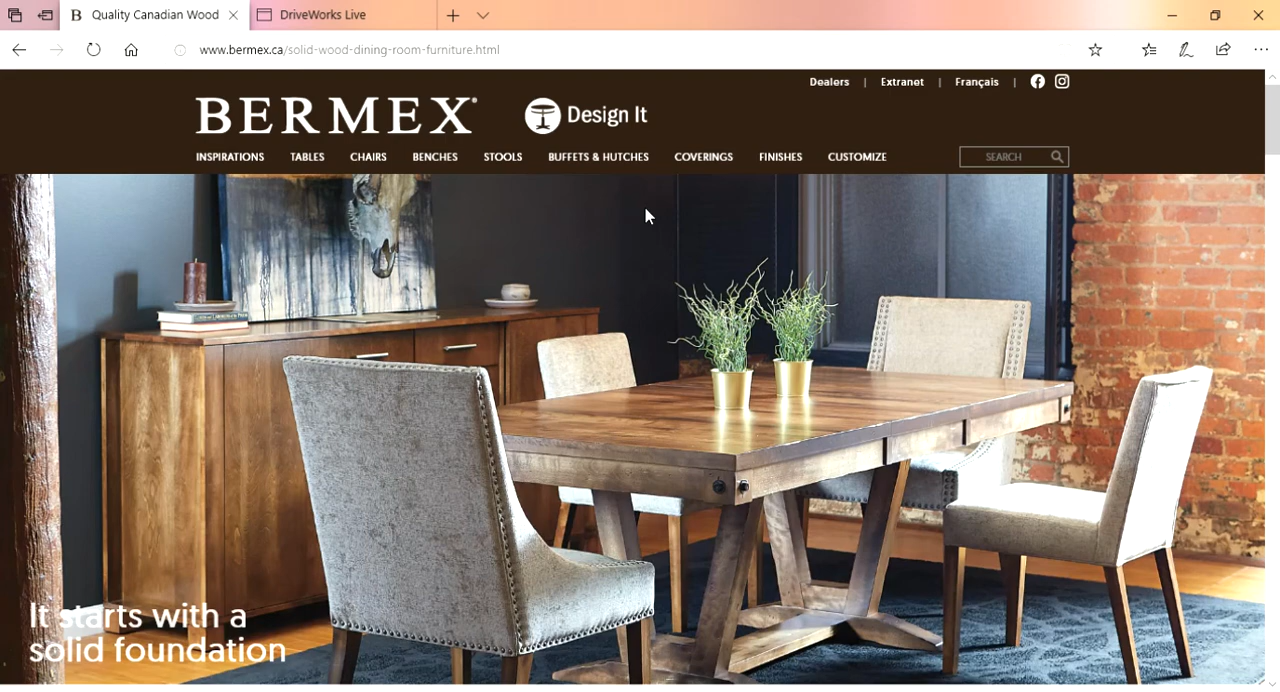 Quality Canadian Wood
DriveWorks Live
www.bermex.ca/solid-wood-dining-room-furniture.html
Dealers | Extranet | Français |
BERMEX®
Design It
INSPIRATIONS TABLES CHAIRS BENCHES STOOLS BUFFETS & HUTCHES COVERINGS FINISHES CUSTOMIZE
SEARCH
It starts with a
solid foundation